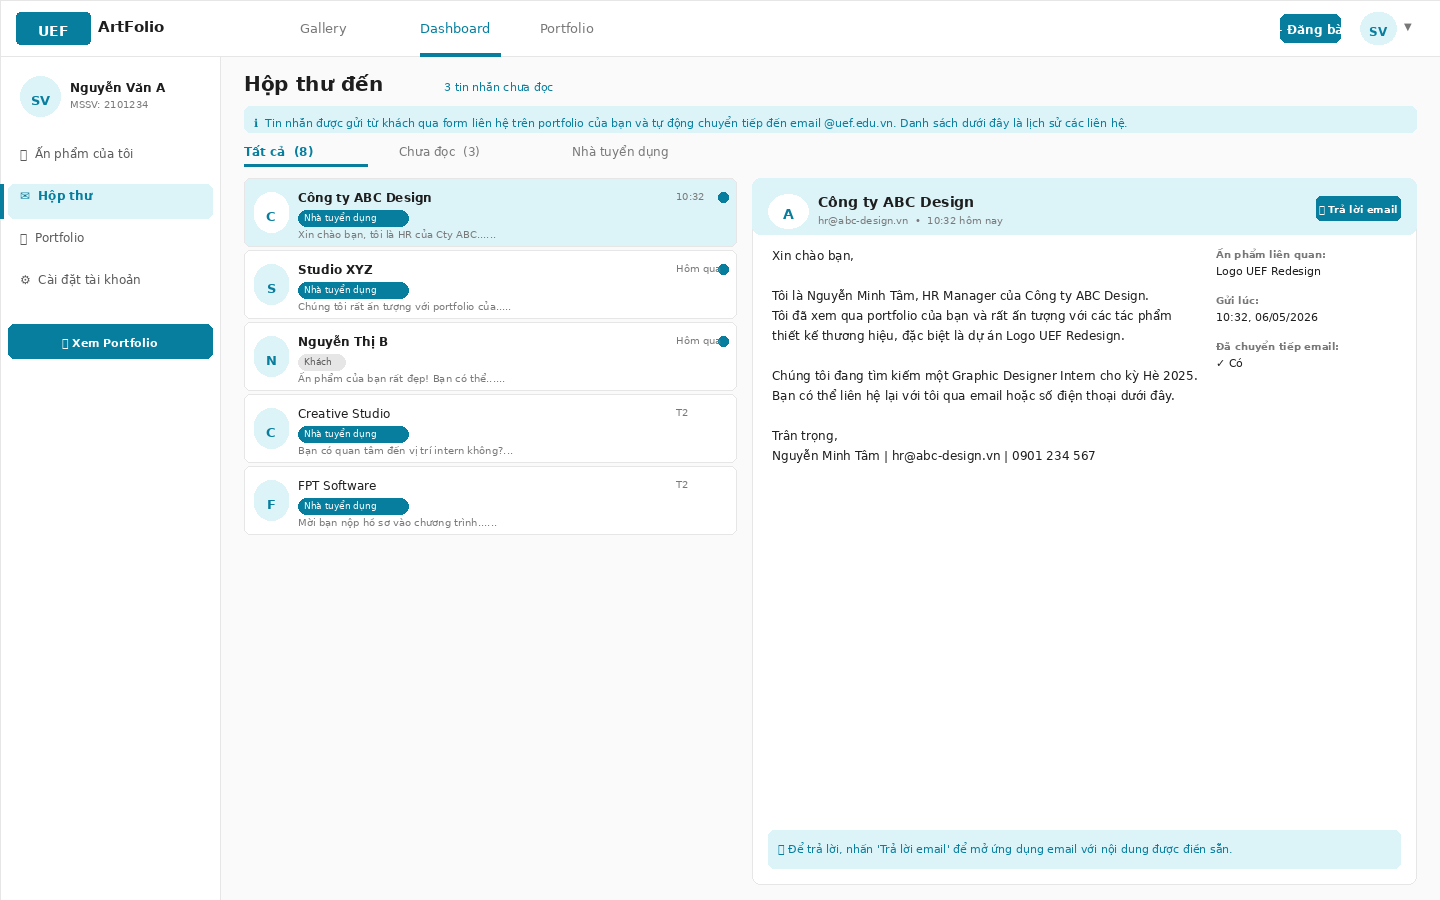 UEF ArtFolio
Gallery
Dashboard
Portfolio
+ Đăng bà
SV ▼
SV
Nguyễn Văn A
MSSV: 2101234
Ấn phẩm của tôi
✉ Hộp thư
Portfolio
⚙ Cài đặt tài khoản
Xem Portfolio
Hộp thư đến
3 tin nhắn chưa đọc
ℹ Tin nhắn được gửi từ khách qua form liên hệ trên portfolio của bạn và tự động chuyển tiếp đến email @uef.edu.vn. Danh sách dưới đây là lịch sử các liên hệ.
Tất cả (8)
Chưa đọc (3)
Nhà tuyển dụng
C
Công ty ABC Design
10:32
Nhà tuyển dụng
Xin chào bạn, tôi là HR của Cty ABC......
S
Studio XYZ
Hôm qua
Nhà tuyển dụng
Chúng tôi rất ấn tượng với portfolio của.....
N
Nguyễn Thị B
Hôm qua
Khách
Ấn phẩm của bạn rất đẹp! Bạn có thể......
C
Creative Studio
T2
Nhà tuyển dụng
Bạn có quan tâm đến vị trí intern không?...
F
FPT Software
T2
Nhà tuyển dụng
Mời bạn nộp hồ sơ vào chương trình......
A
Công ty ABC Design
hr@abc-design.vn • 10:32 hôm nay
Trả lời email
Xin chào bạn,
Tôi là Nguyễn Minh Tâm, HR Manager của Công ty ABC Design.
Tôi đã xem qua portfolio của bạn và rất ấn tượng với các tác phẩm
thiết kế thương hiệu, đặc biệt là dự án Logo UEF Redesign.
Chúng tôi đang tìm kiếm một Graphic Designer Intern cho kỳ Hè 2025.
Bạn có thể liên hệ lại với tôi qua email hoặc số điện thoại dưới đây.
Trân trọng,
Nguyễn Minh Tâm | hr@abc-design.vn | 0901 234 567
Ấn phẩm liên quan:
Logo UEF Redesign
Gửi lúc:
10:32, 06/05/2026
Đã chuyển tiếp email:
✓ Có
Để trả lời, nhấn 'Trả lời email' để mở ứng dụng email với nội dung được điền sẵn.